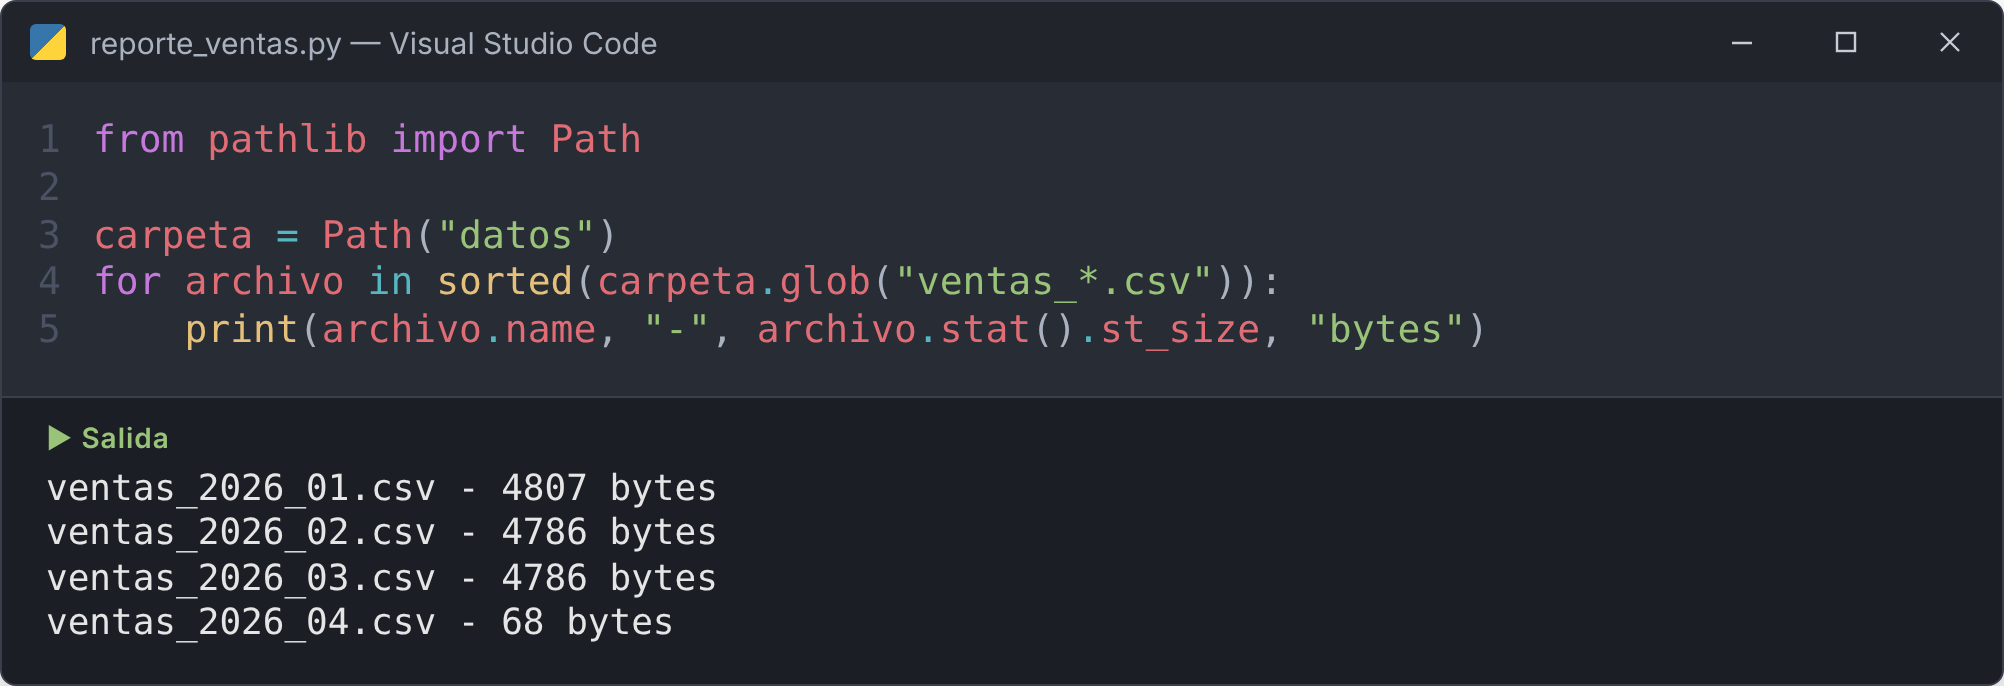 reporte_ventas.py — Visual Studio Code
1 from pathlib import Path
2
3 carpeta = Path("datos")
4 for archivo in sorted(carpeta.glob("ventas_*.csv")):
5     print(archivo.name, "-", archivo.stat().st_size, "bytes")
▶ Salida
ventas_2026_01.csv - 4807 bytes
ventas_2026_02.csv - 4786 bytes
ventas_2026_03.csv - 4786 bytes
ventas_2026_04.csv - 68 bytes